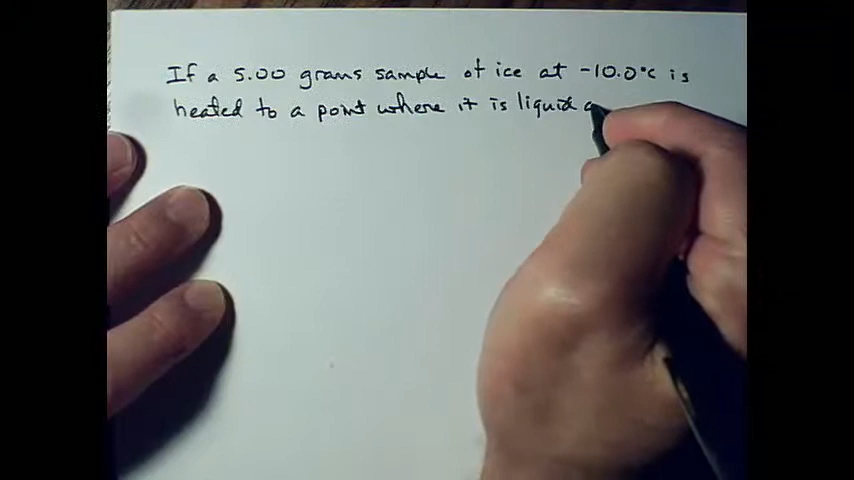 If a 5.00 grams sample of ice at -10.0°C is
heated to a point where it is liquid a